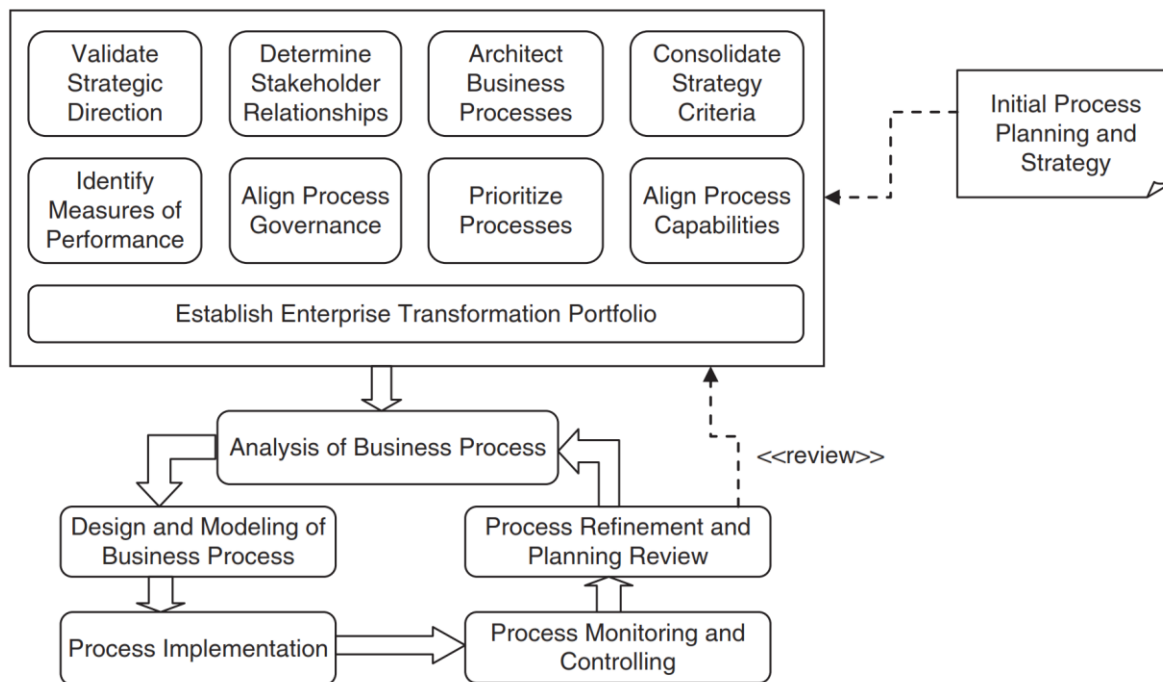 Validate
Strategic
Direction
Determine
Stakeholder
Relationships
Architect
Business
Processes
Consolidate
Strategy
Criteria
Initial Process
Planning and
Strategy
Identify
Measures of
Performance
Align Process
Governance
Prioritize
Processes
Align Process
Capabilities
Establish Enterprise Transformation Portfolio
Analysis of Business Process
<<review>>
Design and Modeling of
Business Process
Process Refinement and
Planning Review
Process Implementation
Process Monitoring and
Controlling